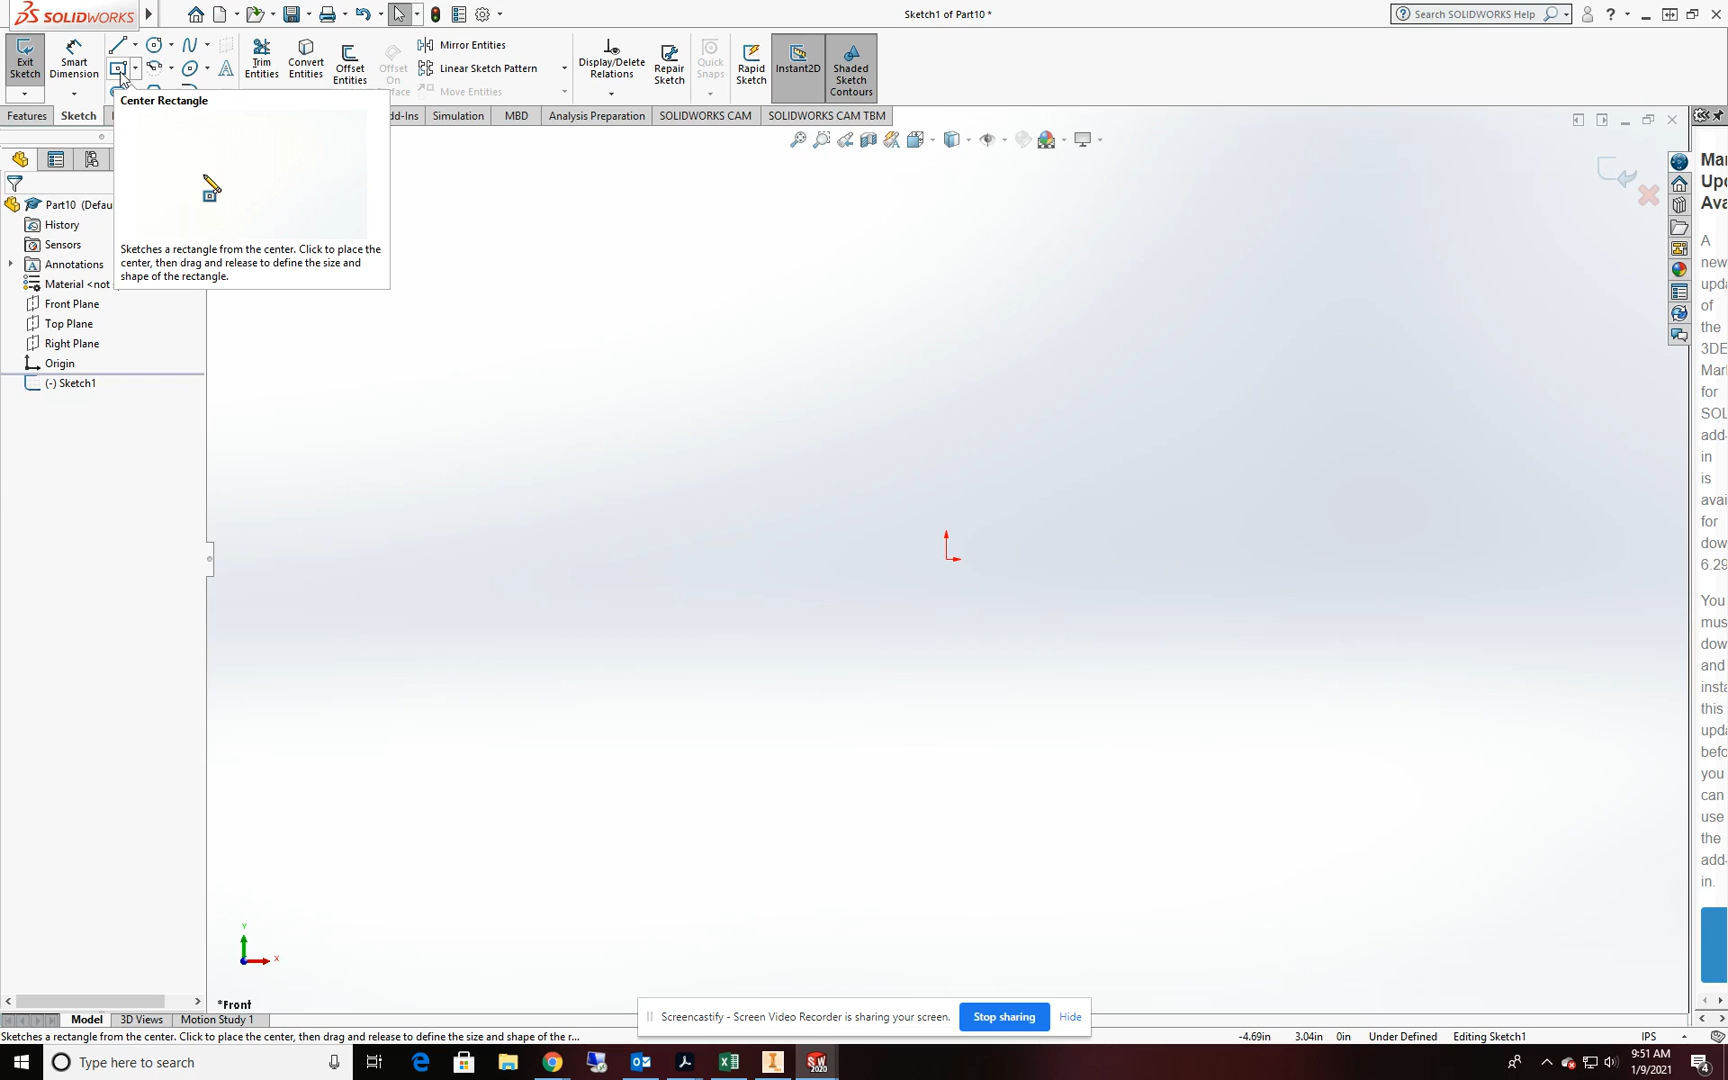 SOLIDWORKS
Sketch1 of Part10 *
Search SOLIDWORKS Help
?
Exit Sketch
Smart Dimension
Trim Entities
Convert Entities
Offset Entities
Offset On
Mirror Entities
Linear Sketch Pattern
Move Entities
Display/Delete Relations
Repair Sketch
Quick Snaps
Rapid Sketch
Instant2D
Shaded Sketch Contours
Features
Sketch
Simulation
MBD
Analysis Preparation
SOLIDWORKS CAM
SOLIDWORKS CAM TBM
Center Rectangle
Sketches a rectangle from the center. Click to place the
center, then drag and release to define the size and
shape of the rectangle.
Part10 (Defau
History
Sensors
Annotations
Material <not
Front Plane
Top Plane
Right Plane
Origin
(-) Sketch1
Mar
Upd
Ava
A
new
upda
of
the
3DE
Mar
for
SOL
add-
in
is
avai
for
dow
6.29
You
mus
dow
and
insta
this
upda
befo
you
can
use
the
add-
in.
Y
X
*Front
Model
3D Views
Motion Study 1
Screencastify - Screen Video Recorder is sharing your screen.
Stop sharing
Hide
Sketches a rectangle from the center. Click to place the center, then drag and release to define the size and shape of the r...
-4.69in
3.04in
0in
Under Defined
Editing Sketch1
IPS
Type here to search
SW
2020
9:51 AM
1/9/2021
4